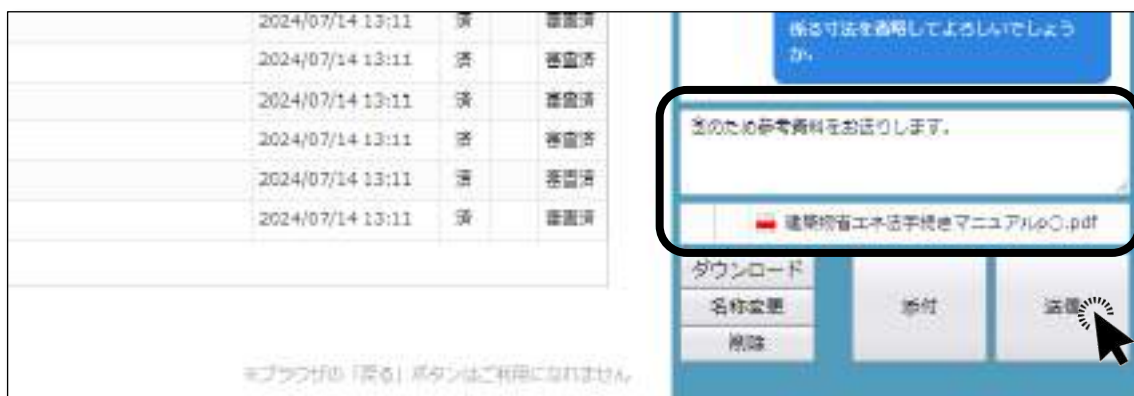 2024/07/14 13:11 済 審査済
2024/07/14 13:11 済 審査済
2024/07/14 13:11 済 審査済
2024/07/14 13:11 済 審査済
2024/07/14 13:11 済 審査済
2024/07/14 13:11 済 審査済
係る寸法を省略してよろしいでしょう
か。
念のため参考資料をお送りします。
建築物省エネ法手続きマニュアルp〇.pdf
ダウンロード
名称変更
削除
添付
送信
※ブラウザの「戻る」ボタンはご利用になれません